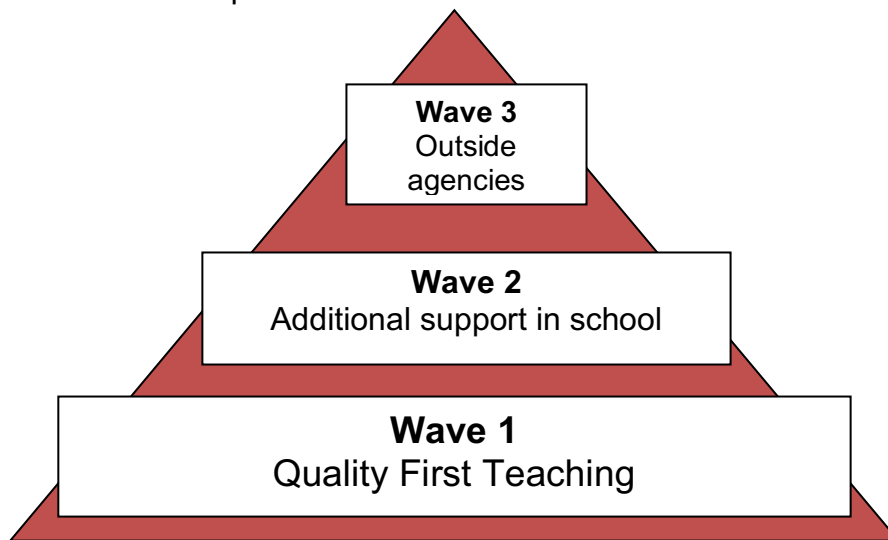 Wave 3
Outside
agencies
Wave 2
Additional support in school
Wave 1
Quality First Teaching